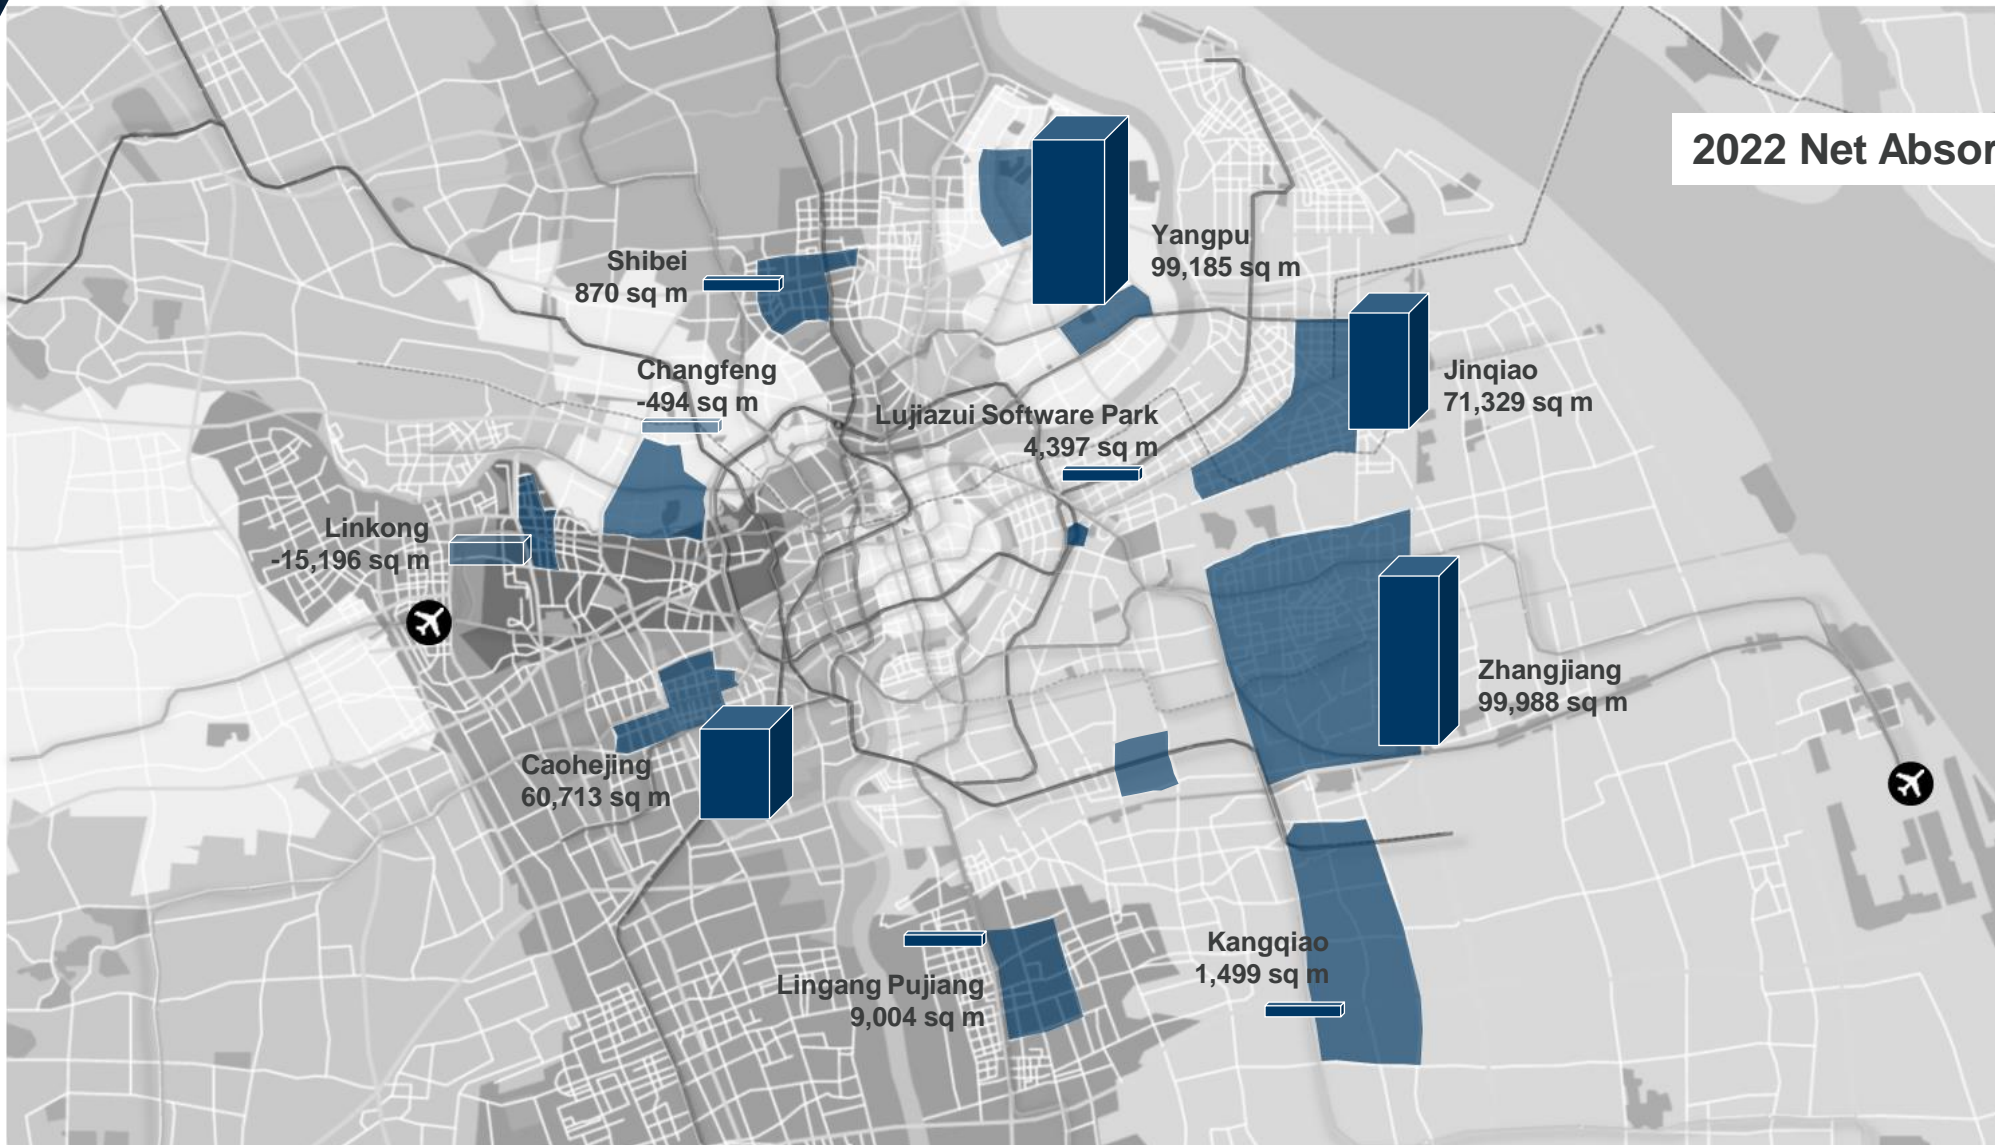 2022 Net Absor
Yangpu
99,185 sq m
Shibei
870 sq m
Changfeng
-494 sq m
Jinqiao
71,329 sq m
Lujiazui Software Park
4,397 sq m
Linkong
-15,196 sq m
Zhangjiang
99,988 sq m
Caohejing
60,713 sq m
Kangqiao
1,499 sq m
Lingang Pujiang
9,004 sq m